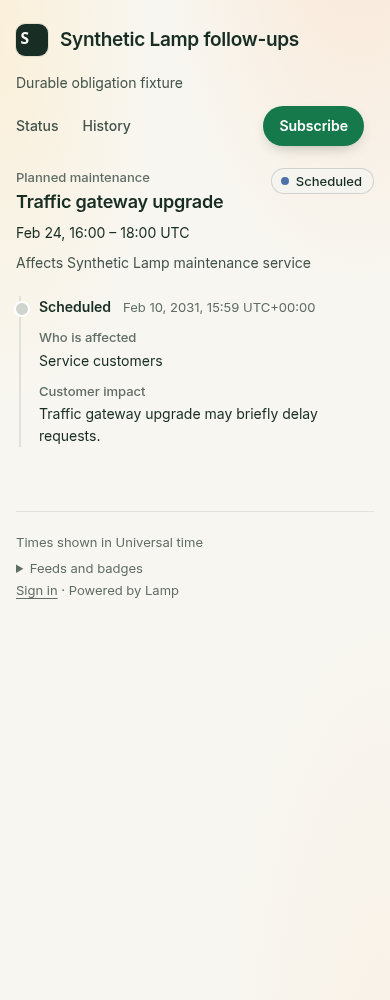 S
Synthetic Lamp follow-ups
Durable obligation fixture
Status
History
Subscribe
Planned maintenance
Scheduled
Traffic gateway upgrade
Feb 24, 16:00 – 18:00 UTC
Affects Synthetic Lamp maintenance service
Scheduled Feb 10, 2031, 15:59 UTC+00:00
Who is affected
Service customers
Customer impact
Traffic gateway upgrade may briefly delay
requests.
Times shown in Universal time
Feeds and badges
Sign in · Powered by Lamp